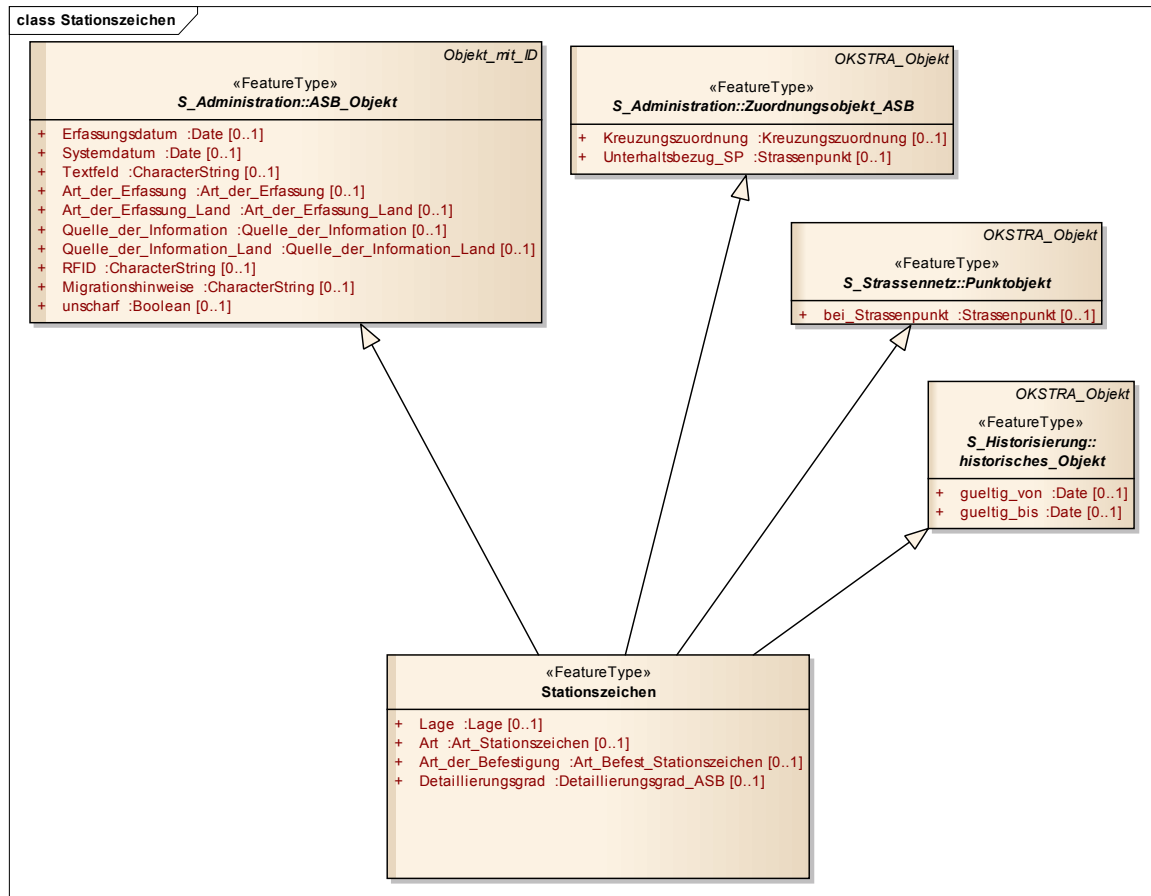 class Stationszeichen
Objekt_mit_ID
«FeatureType»
S_Administration::ASB_Objekt
+ Erfassungsdatum :Date [0..1]
+ Systemdatum :Date [0..1]
+ Textfeld :CharacterString [0..1]
+ Art_der_Erfassung :Art_der_Erfassung [0..1]
+ Art_der_Erfassung_Land :Art_der_Erfassung_Land [0..1]
+ Quelle_der_Information :Quelle_der_Information [0..1]
+ Quelle_der_Information_Land :Quelle_der_Information_Land [0..1]
+ RFID :CharacterString [0..1]
+ Migrationshinweise :CharacterString [0..1]
+ unscharf :Boolean [0..1]
OKSTRA_Objekt
«FeatureType»
S_Administration::Zuordnungsobjekt_ASB
+ Kreuzungszuordnung :Kreuzungszuordnung [0..1]
+ Unterhaltsbezug_SP :Strassenpunkt [0..1]
OKSTRA_Objekt
«FeatureType»
S_Strassennetz::Punktobjekt
+ bei_Strassenpunkt :Strassenpunkt [0..1]
OKSTRA_Objekt
«FeatureType»
S_Historisierung::
historisches_Objekt
+ gueltig_von :Date [0..1]
+ gueltig_bis :Date [0..1]
«FeatureType»
Stationszeichen
+ Lage :Lage [0..1]
+ Art :Art_Stationszeichen [0..1]
+ Art_der_Befestigung :Art_Befest_Stationszeichen [0..1]
+ Detaillierungsgrad :Detaillierungsgrad_ASB [0..1]